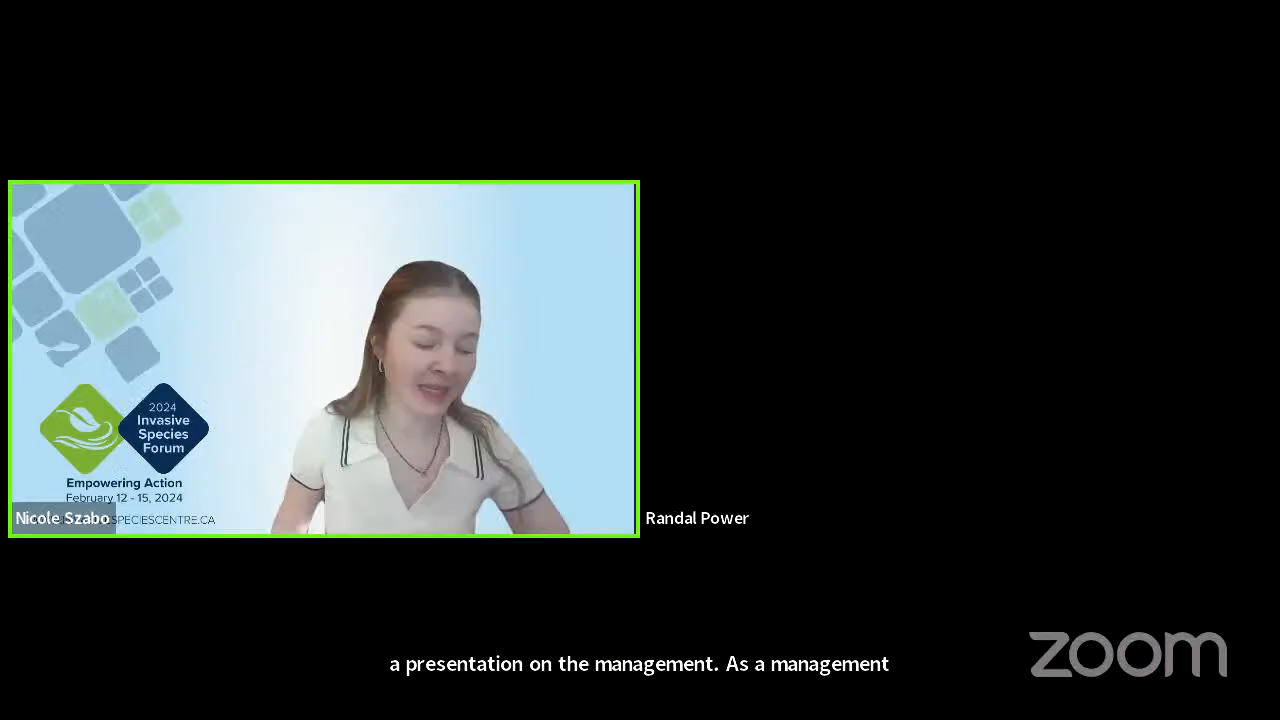 2024
Invasive
Species
Forum
Empowering Action
February 12 - 15, 2024
Nicole Szabo
SPECIESCENTRE.CA
Randal Power
a presentation on the management. As a management
zoom